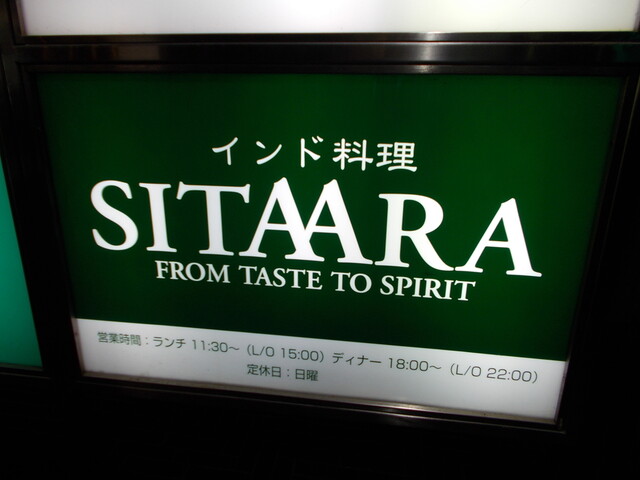 インド料理
SITAARA
FROM TASTE TO SPIRIT
営業時間：ランチ 11:30〜（L/O 15:00）ディナー 18:00〜（L/O 22:00）
定休日：日曜